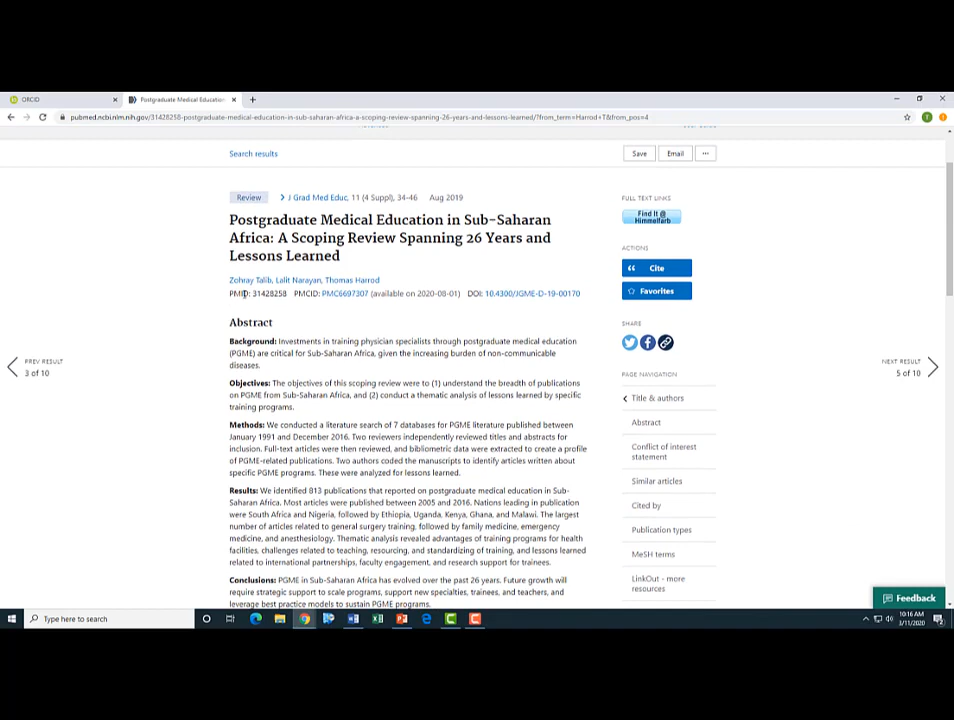 ORCID
Postgraduate Medical Education
pubmed.ncbi.nlm.nih.gov/31428258-postgraduate-medical-education-in-sub-saharan-africa-a-scoping-review-spanning-26-years-and-lessons-learned/?from_term=Harrod+T&from_pos=4
Search results
Save
Email
...
Review
J Grad Med Educ, 11 (4 Suppl), 34-46 Aug 2019
Postgraduate Medical Education in Sub-Saharan
Africa: A Scoping Review Spanning 26 Years and
Lessons Learned
Zohray Talib, Lalit Narayan, Thomas Harrod
PMID: 31428258 PMCID: PMC6697307 (available on 2020-08-01) DOI: 10.4300/JGME-D-19-00170
Abstract
Background: Investments in training physician specialists through postgraduate medical education
(PGME) are critical for Sub-Saharan Africa, given the increasing burden of non-communicable
diseases.
Objectives: The objectives of this scoping review were to (1) understand the breadth of publications
on PGME from Sub-Saharan Africa, and (2) conduct a thematic analysis of lessons learned by specific
training programs.
Methods: We conducted a literature search of 7 databases for PGME literature published between
January 1991 and December 2016. Two reviewers independently reviewed titles and abstracts for
inclusion. Full-text articles were then reviewed, and bibliometric data were extracted to create a profile
of PGME-related publications. Two authors coded the manuscripts to identify articles written about
specific PGME programs. These were analyzed for lessons learned.
Results: We identified 813 publications that reported on postgraduate medical education in Sub-
Saharan Africa. Most articles were published between 2005 and 2016. Nations leading in publication
were South Africa and Nigeria, followed by Ethiopia, Uganda, Kenya, Ghana, and Malawi. The largest
number of articles related to general surgery training, followed by family medicine, emergency
medicine, and anesthesiology. Thematic analysis revealed advantages of training programs for health
facilities, challenges related to teaching, resourcing, and standardizing of training, and lessons learned
related to international partnerships, faculty engagement, and research support for trainees.
Conclusions: PGME in Sub-Saharan Africa has evolved over the past 26 years. Future growth will
require strategic support to scale programs, support new specialties, trainees, and teachers, and
leverage best practice models to sustain PGME programs.
PREV RESULT
3 of 10
NEXT RESULT
5 of 10
FULL TEXT LINKS
Find It @
Himmelfarb
ACTIONS
Cite
Favorites
SHARE
PAGE NAVIGATION
Title & authors
Abstract
Conflict of interest
statement
Similar articles
Cited by
Publication types
MeSH terms
LinkOut - more
resources
Feedback
Type here to search
10:16 AM
3/11/2020